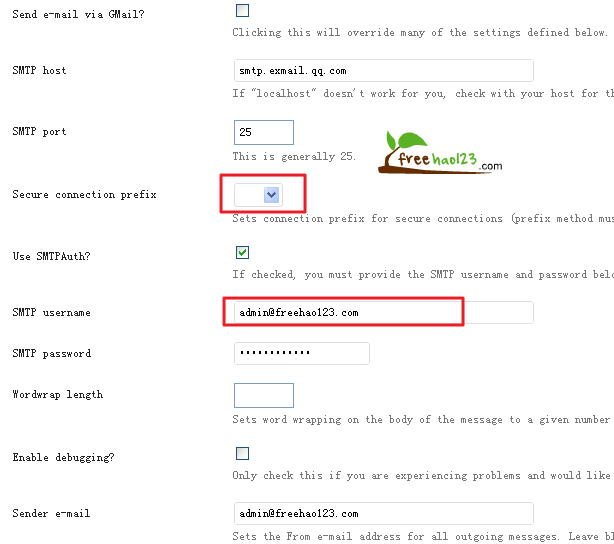 Send e-mail via GMail?
Clicking this will override many of the settings defined below.
SMTP host
smtp.exmail.qq.com
If "localhost" doesn't work for you, check with your host for th
SMTP port
25
This is generally 25.
freehao123.com
Secure connection prefix
Sets connection prefix for secure connections (prefix method mus
Use SMTPAuth?
If checked, you must provide the SMTP username and password belo
SMTP username
admin@freehao123.com
SMTP password
••••••••••••
Wordwrap length
Sets word wrapping on the body of the message to a given number
Enable debugging?
Only check this if you are experiencing problems and would like
Sender e-mail
admin@freehao123.com
Sets the From e-mail address for all outgoing messages. Leave bl